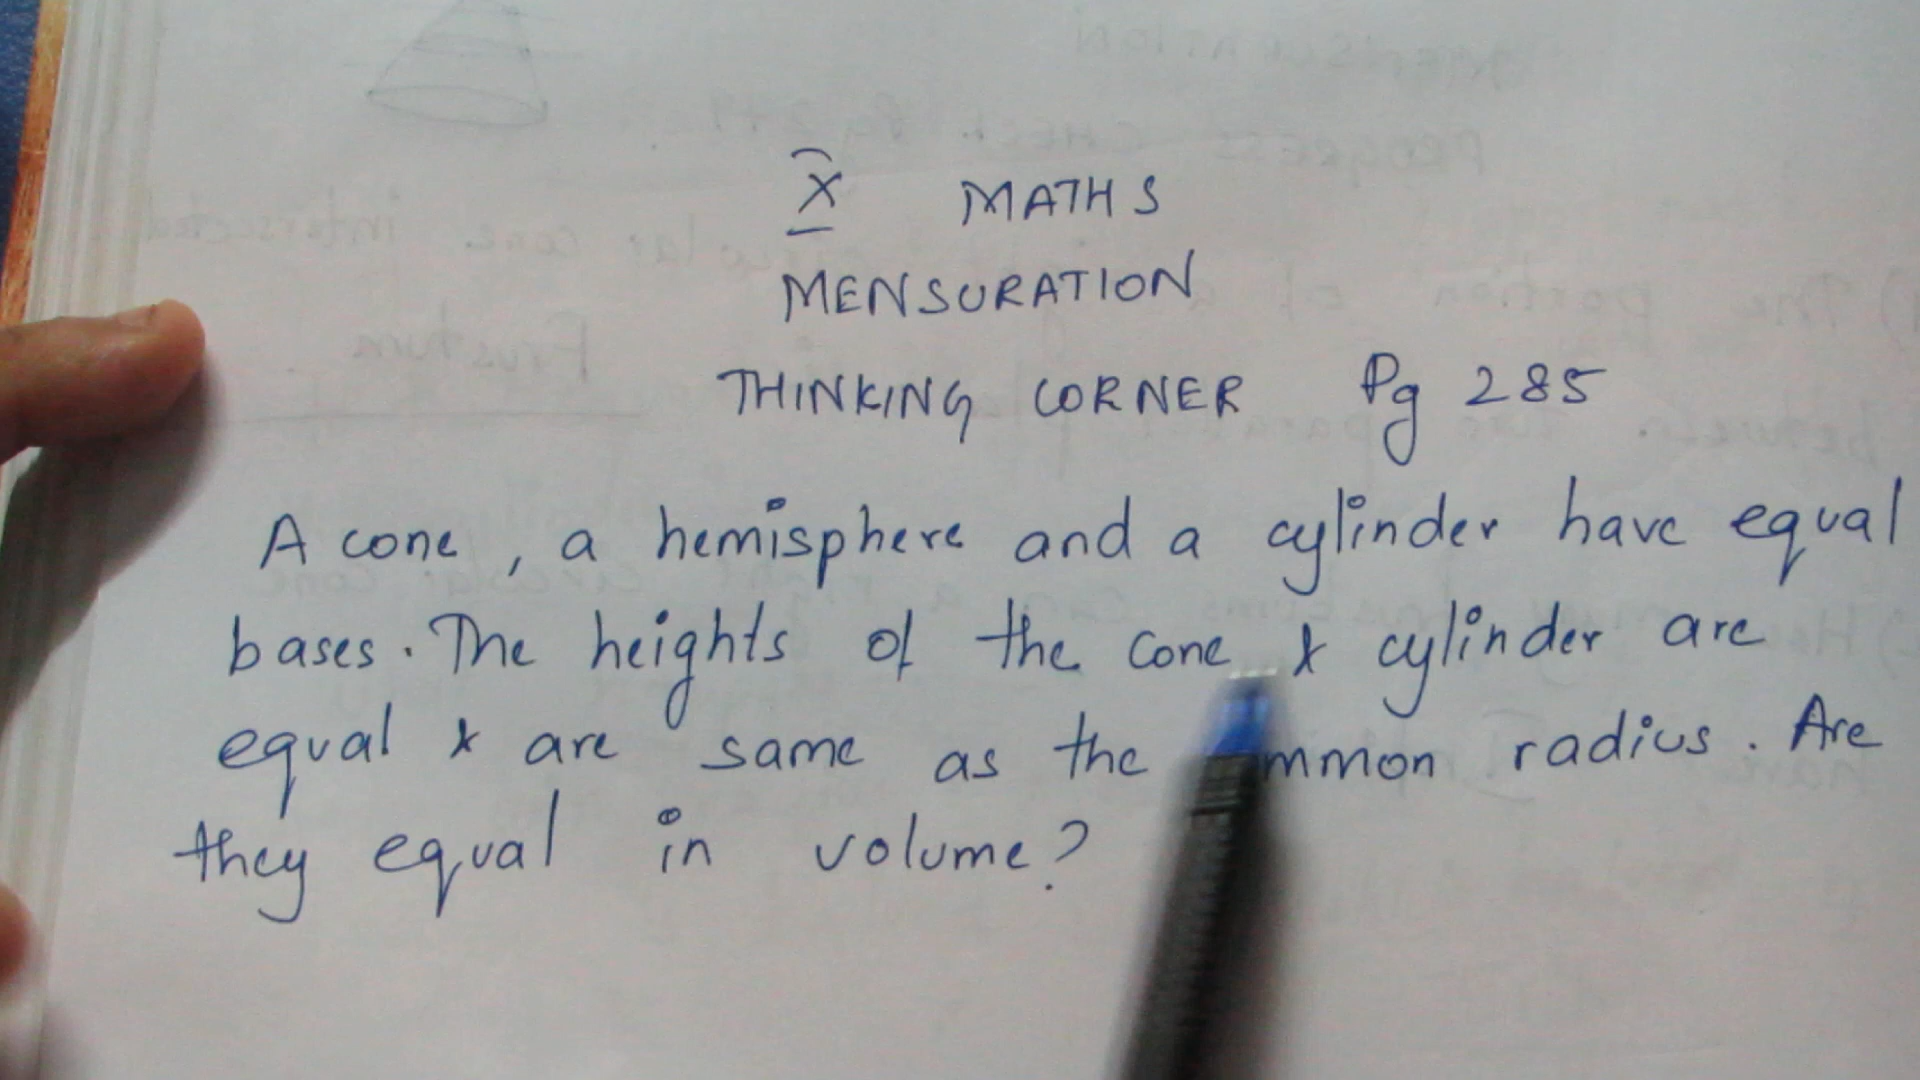 X MATHS
MENSURATION
THINKING CORNER Pg 285
A cone, a hemisphere and a cylinder have equal
bases. The heights of the cone & cylinder are
equal & are same as the mmon radius. Are
they equal in volume?